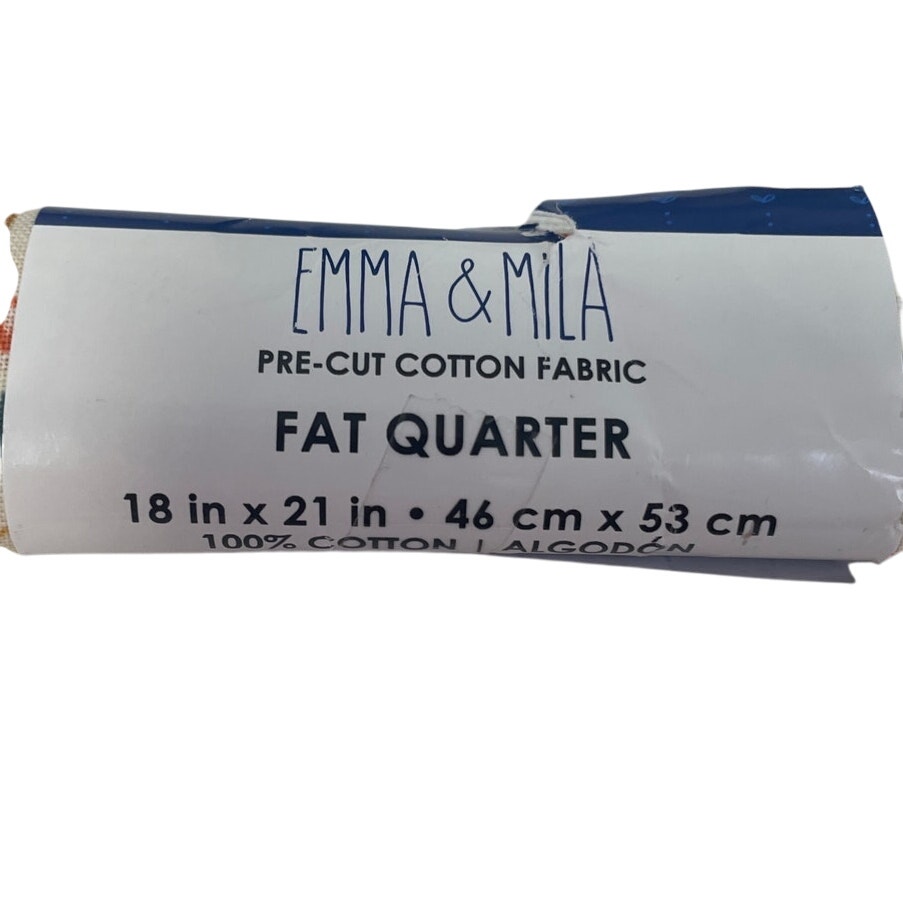 EMMA & MILA
PRE-CUT COTTON FABRIC
FAT QUARTER
18 in x 21 in • 46 cm x 53 cm
100% COTTON | ALGODÓN